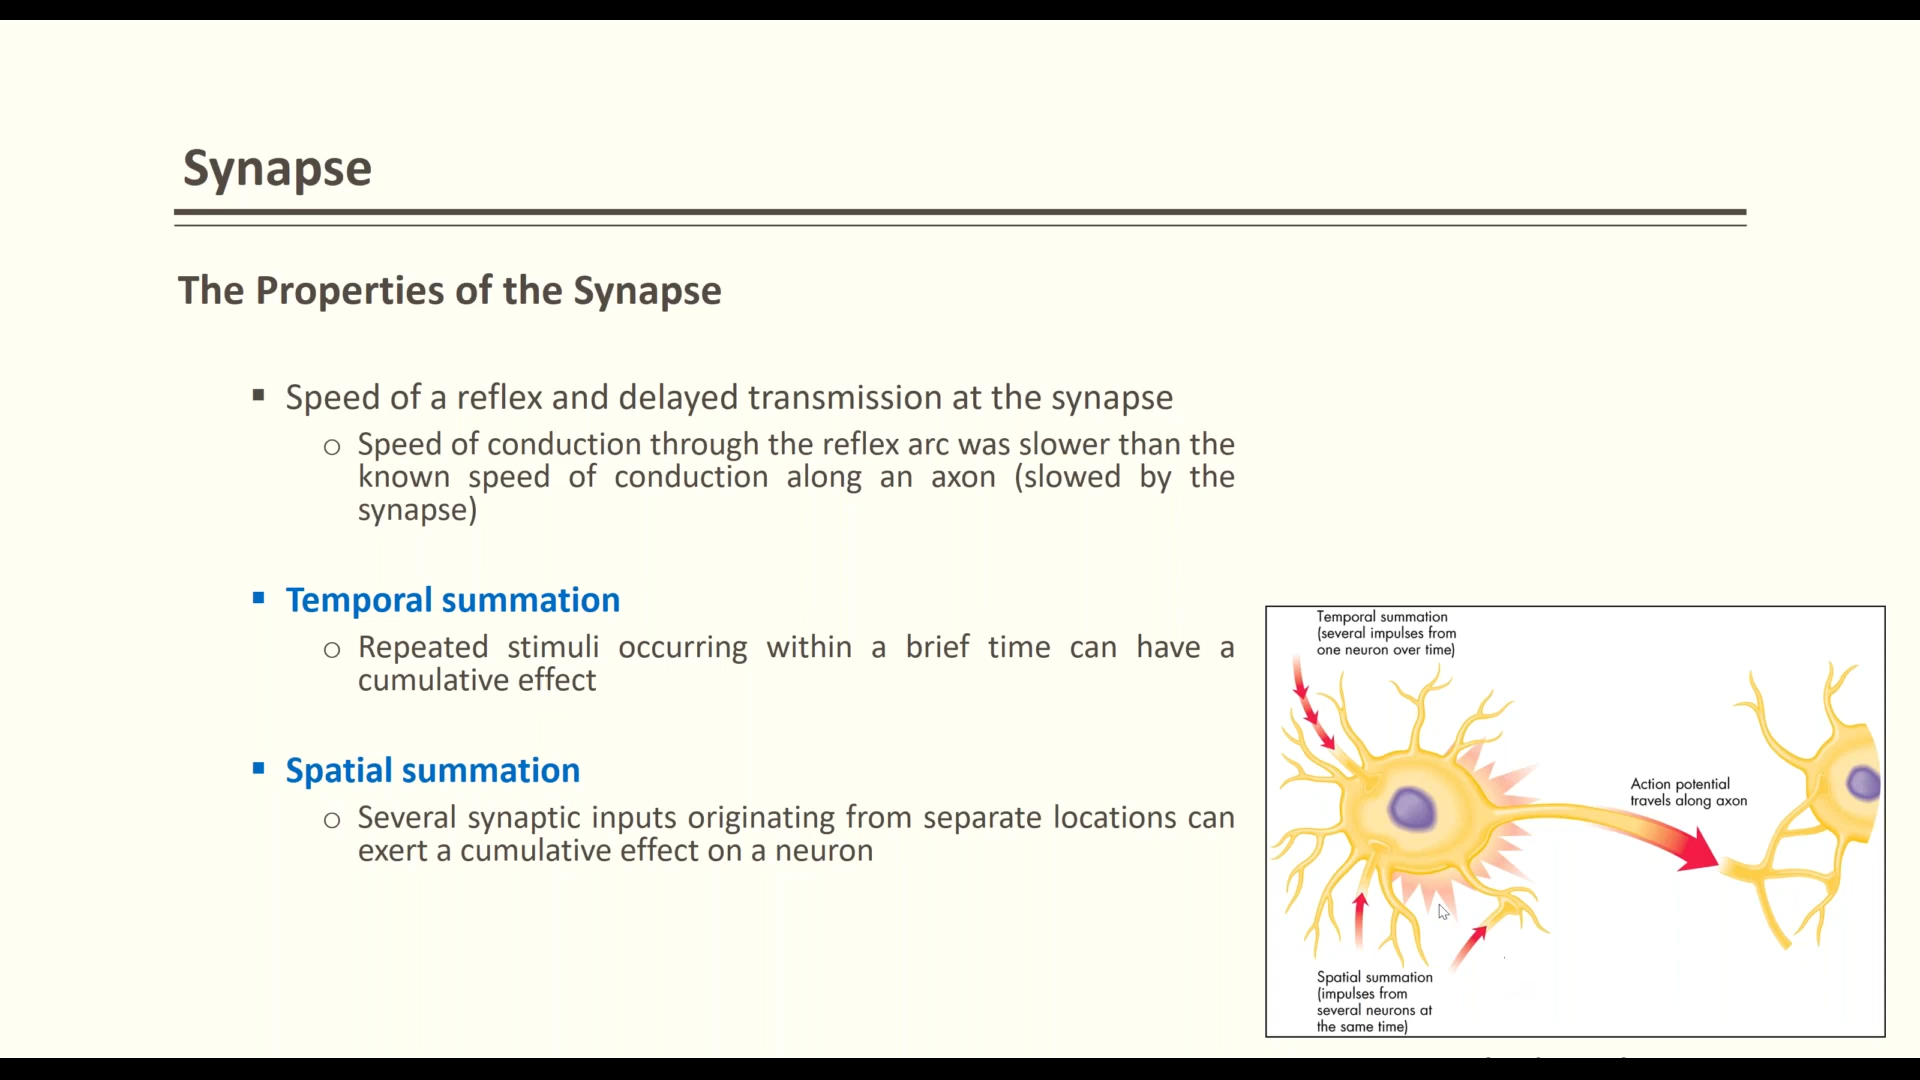 Synapse
The Properties of the Synapse
▪ Speed of a reflex and delayed transmission at the synapse
o Speed of conduction through the reflex arc was slower than the
known speed of conduction along an axon (slowed by the
synapse)
▪ Temporal summation
o Repeated stimuli occurring within a brief time can have a
cumulative effect
▪ Spatial summation
o Several synaptic inputs originating from separate locations can
exert a cumulative effect on a neuron
Temporal summation
(several impulses from
one neuron over time)
Action potential
travels along axon
Spatial summation
(impulses from
several neurons at
the same time)